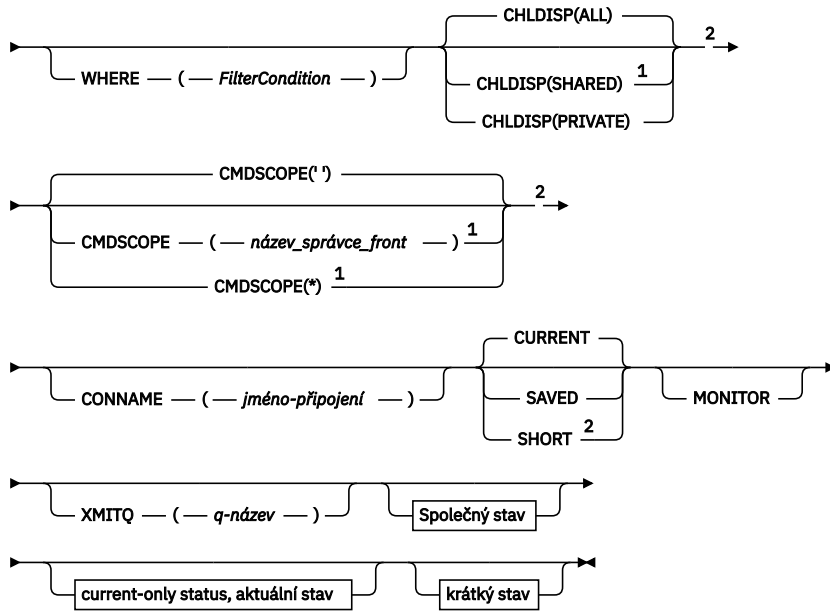 CHLDISP(ALL)
2
WHERE ( FilterCondition ) CHLDISP(SHARED) 1
CHLDISP(PRIVATE)
CMDSCOPE(' ')
2
CMDSCOPE ( název_správce_front ) 1
CMDSCOPE(*) 1
CURRENT
CONNAME ( jméno-připojení ) SAVED MONITOR
SHORT 2
XMITQ ( q-název ) Společný stav
current-only status, aktuální stav krátký stav